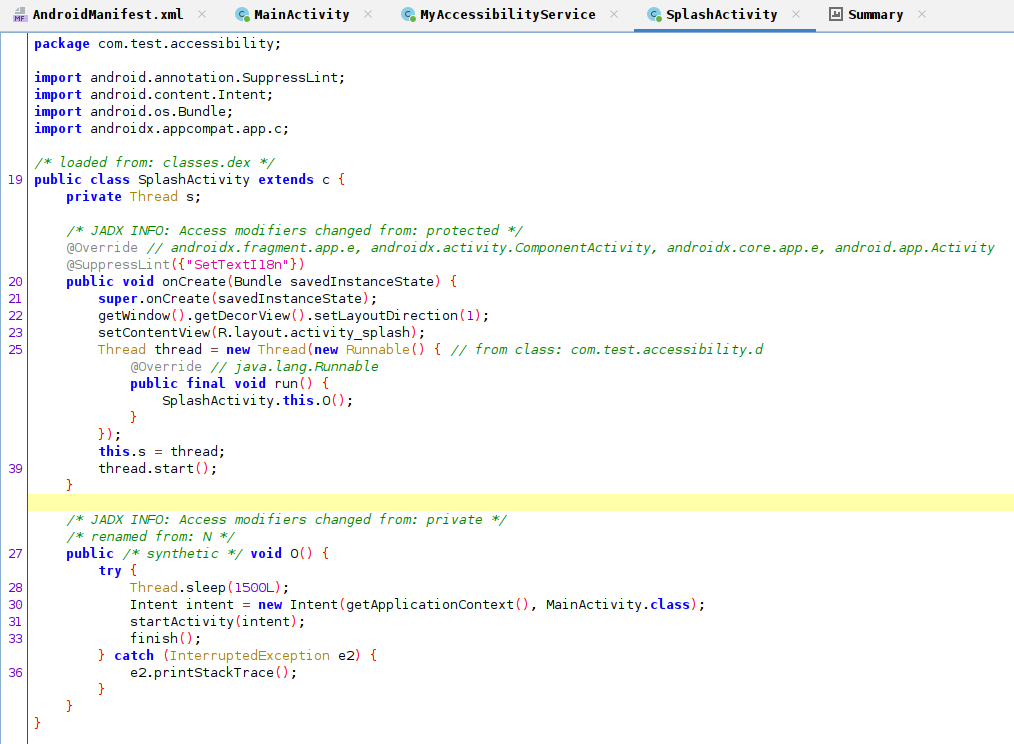 AndroidManifest.xml MainActivity MyAccessibilityService SplashActivity Summary
package com.test.accessibility;
import android.annotation.SuppressLint;
import android.content.Intent;
import android.os.Bundle;
import androidx.appcompat.app.c;
/* loaded from: classes.dex */
19 public class SplashActivity extends c {
private Thread s;
/* JADX INFO: Access modifiers changed from: protected */
@Override // androidx.fragment.app.e, androidx.activity.ComponentActivity, androidx.core.app.e, android.app.Activity
@SuppressLint({"SetTextI18n"})
20 public void onCreate(Bundle savedInstanceState) {
21 super.onCreate(savedInstanceState);
22 getWindow().getDecorView().setLayoutDirection(1);
23 setContentView(R.layout.activity_splash);
25 Thread thread = new Thread(new Runnable() { // from class: com.test.accessibility.d
@Override // java.lang.Runnable
public final void run() {
SplashActivity.this.O();
}
});
this.s = thread;
39 thread.start();
}
/* JADX INFO: Access modifiers changed from: private */
/* renamed from: N */
27 public /* synthetic */ void O() {
try {
28 Thread.sleep(1500L);
30 Intent intent = new Intent(getApplicationContext(), MainActivity.class);
31 startActivity(intent);
33 finish();
} catch (InterruptedException e2) {
36 e2.printStackTrace();
}
}
}